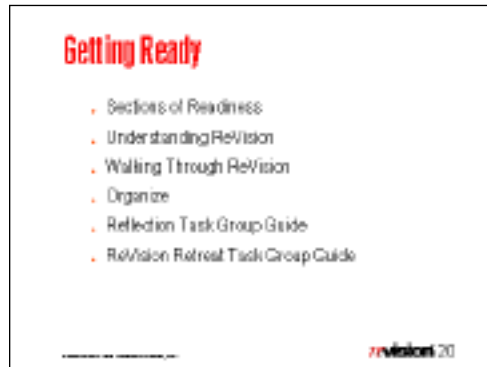 Getting Ready
Sections of Readiness
Understanding ReVision
Walking Through ReVision
Organize
Reflection Task Group Guide
ReVision Retreat Task Group Guide
revision 20